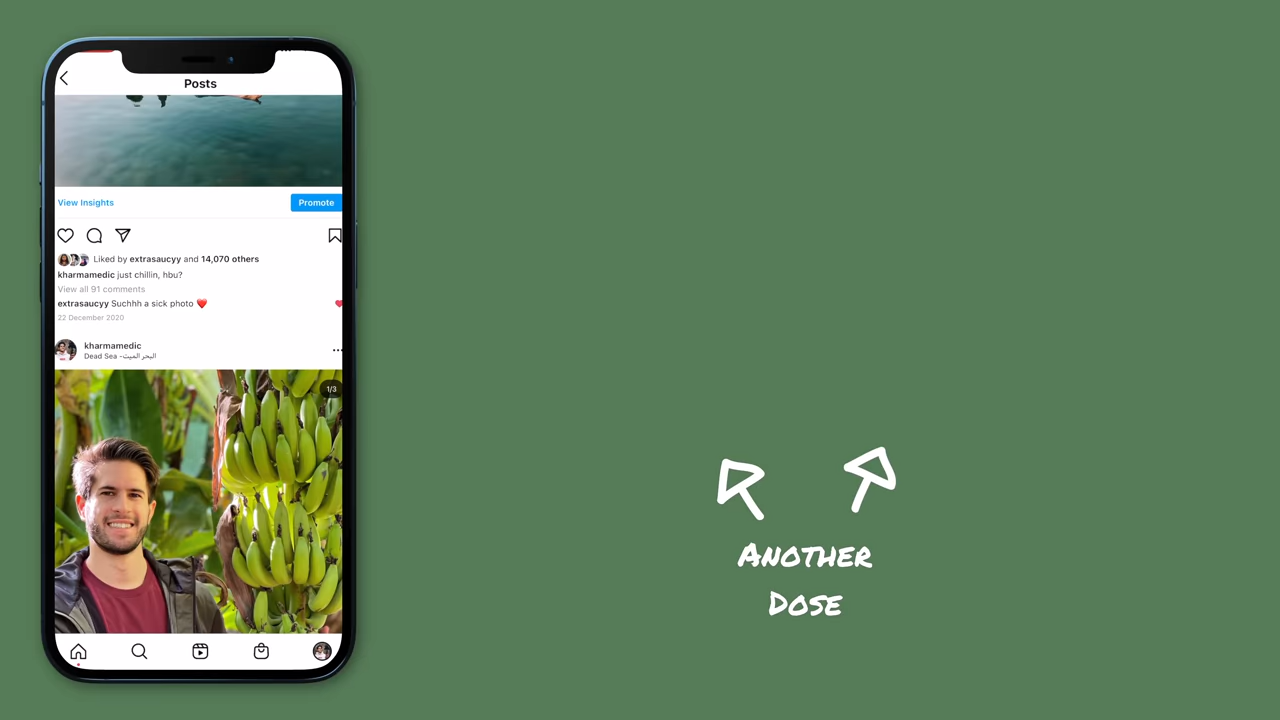 Posts
View Insights
Promote
Liked by extrasaucyy and 14,070 others
kharmamedic just chillin, hbu?
View all 91 comments
extrasaucyy Suchhh a sick photo ❤️
22 December 2020
kharmamedic
Dead Sea -البحر الميت
1/3
Another
Dose